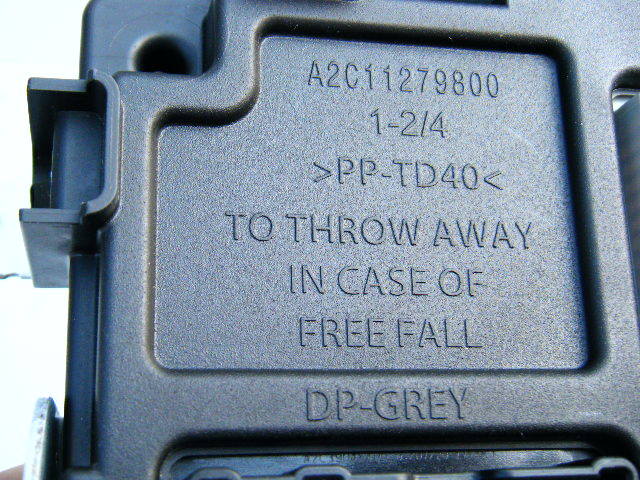 A2C11279800
1-2/4
>PP-TD40<
TO THROW AWAY
IN CASE OF
FREE FALL
DP-GREY